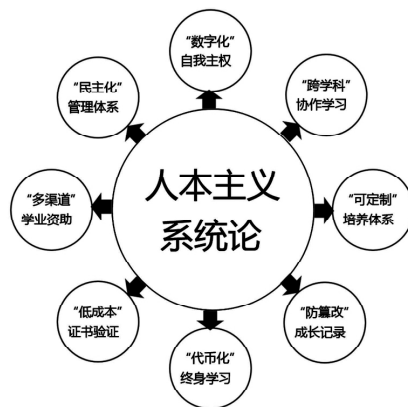 “数字化”
自我主权
“民主化”
管理体系
“跨学科”
协作学习
人本主义
系统论
“多渠道”
学业资助
“可定制”
培养体系
“低成本”
证书验证
“防篡改”
成长记录
“代币化”
终身学习